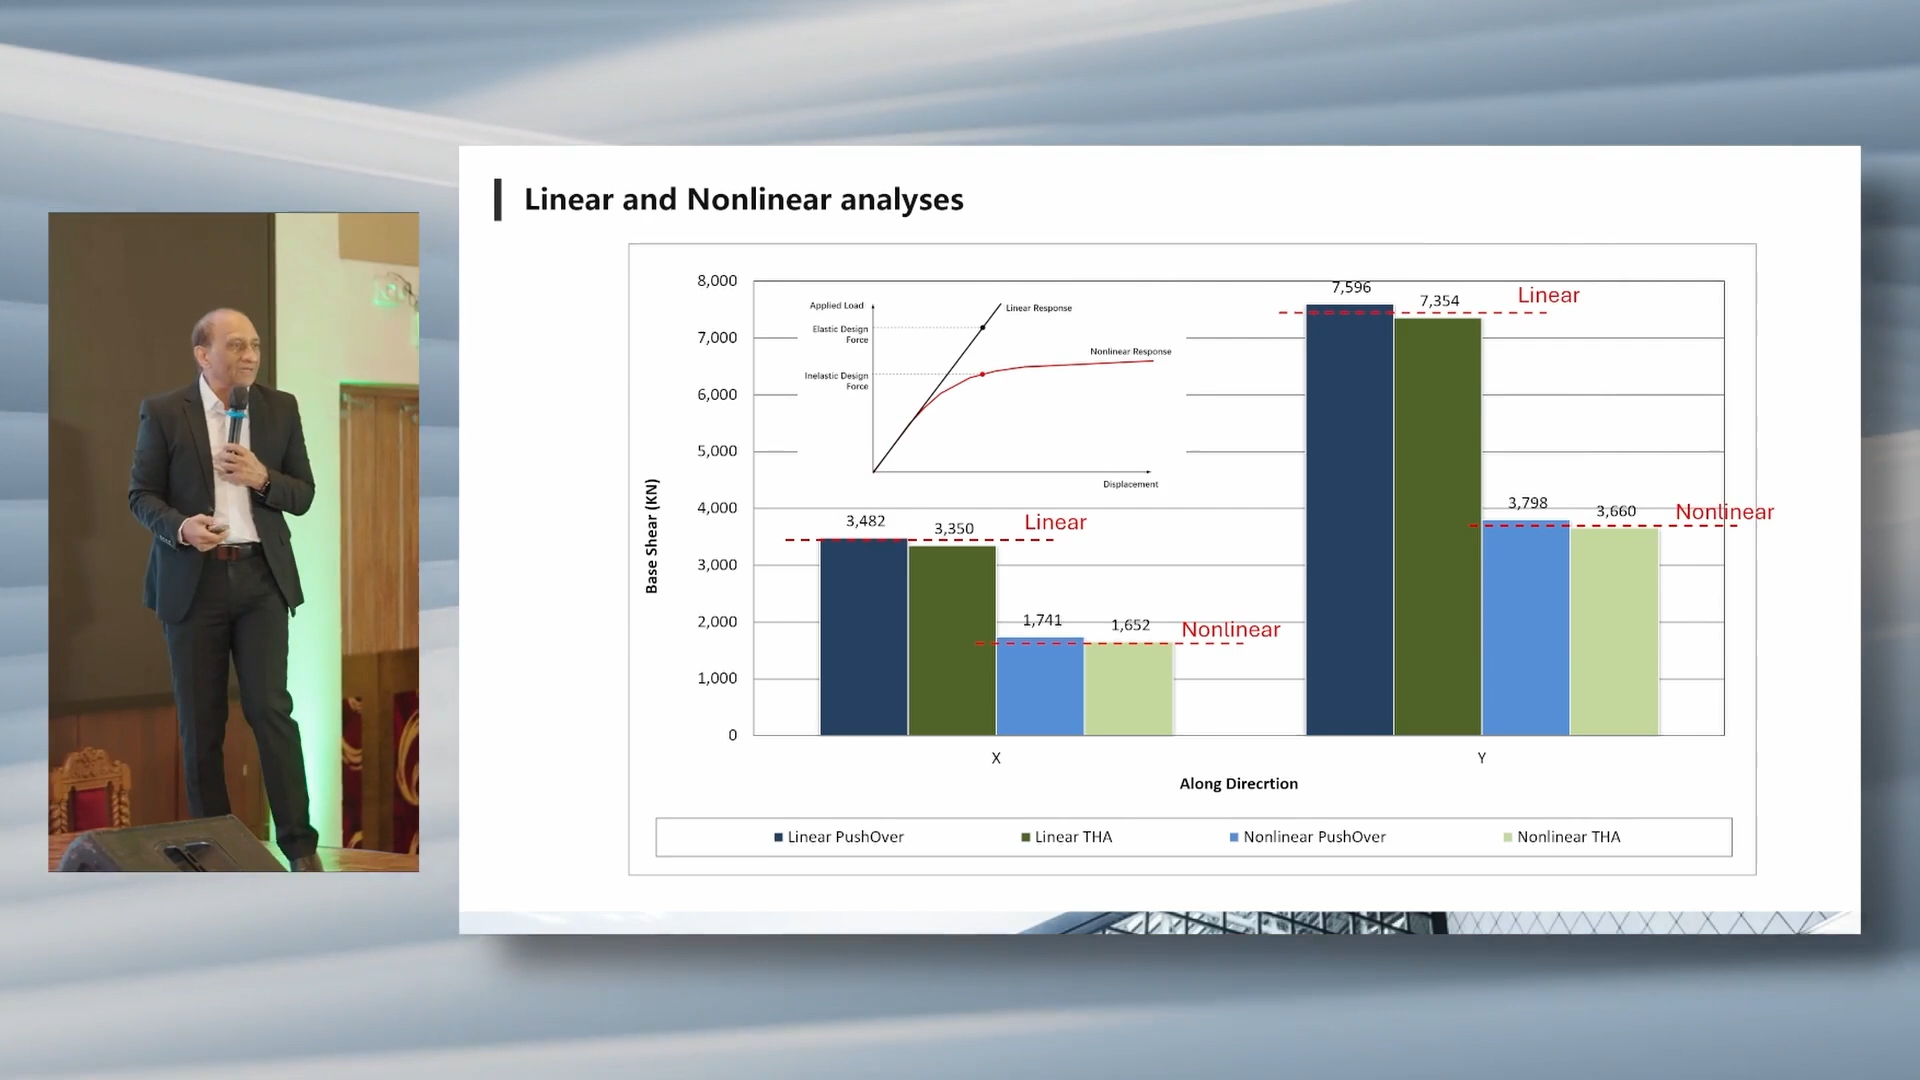 Linear and Nonlinear analyses
8,000
7,000
6,000
5,000
4,000
3,000
2,000
1,000
0
Base Shear (KN)
Applied Load
Elastic Design
Force
Inelastic Design
Force
Linear Response
Nonlinear Response
Displacement
3,482
3,350
Linear
1,741
1,652
Nonlinear
7,596
7,354
Linear
3,798
3,660
Nonlinear
X
Y
Along Direcrtion
Linear PushOver
Linear THA
Nonlinear PushOver
Nonlinear THA